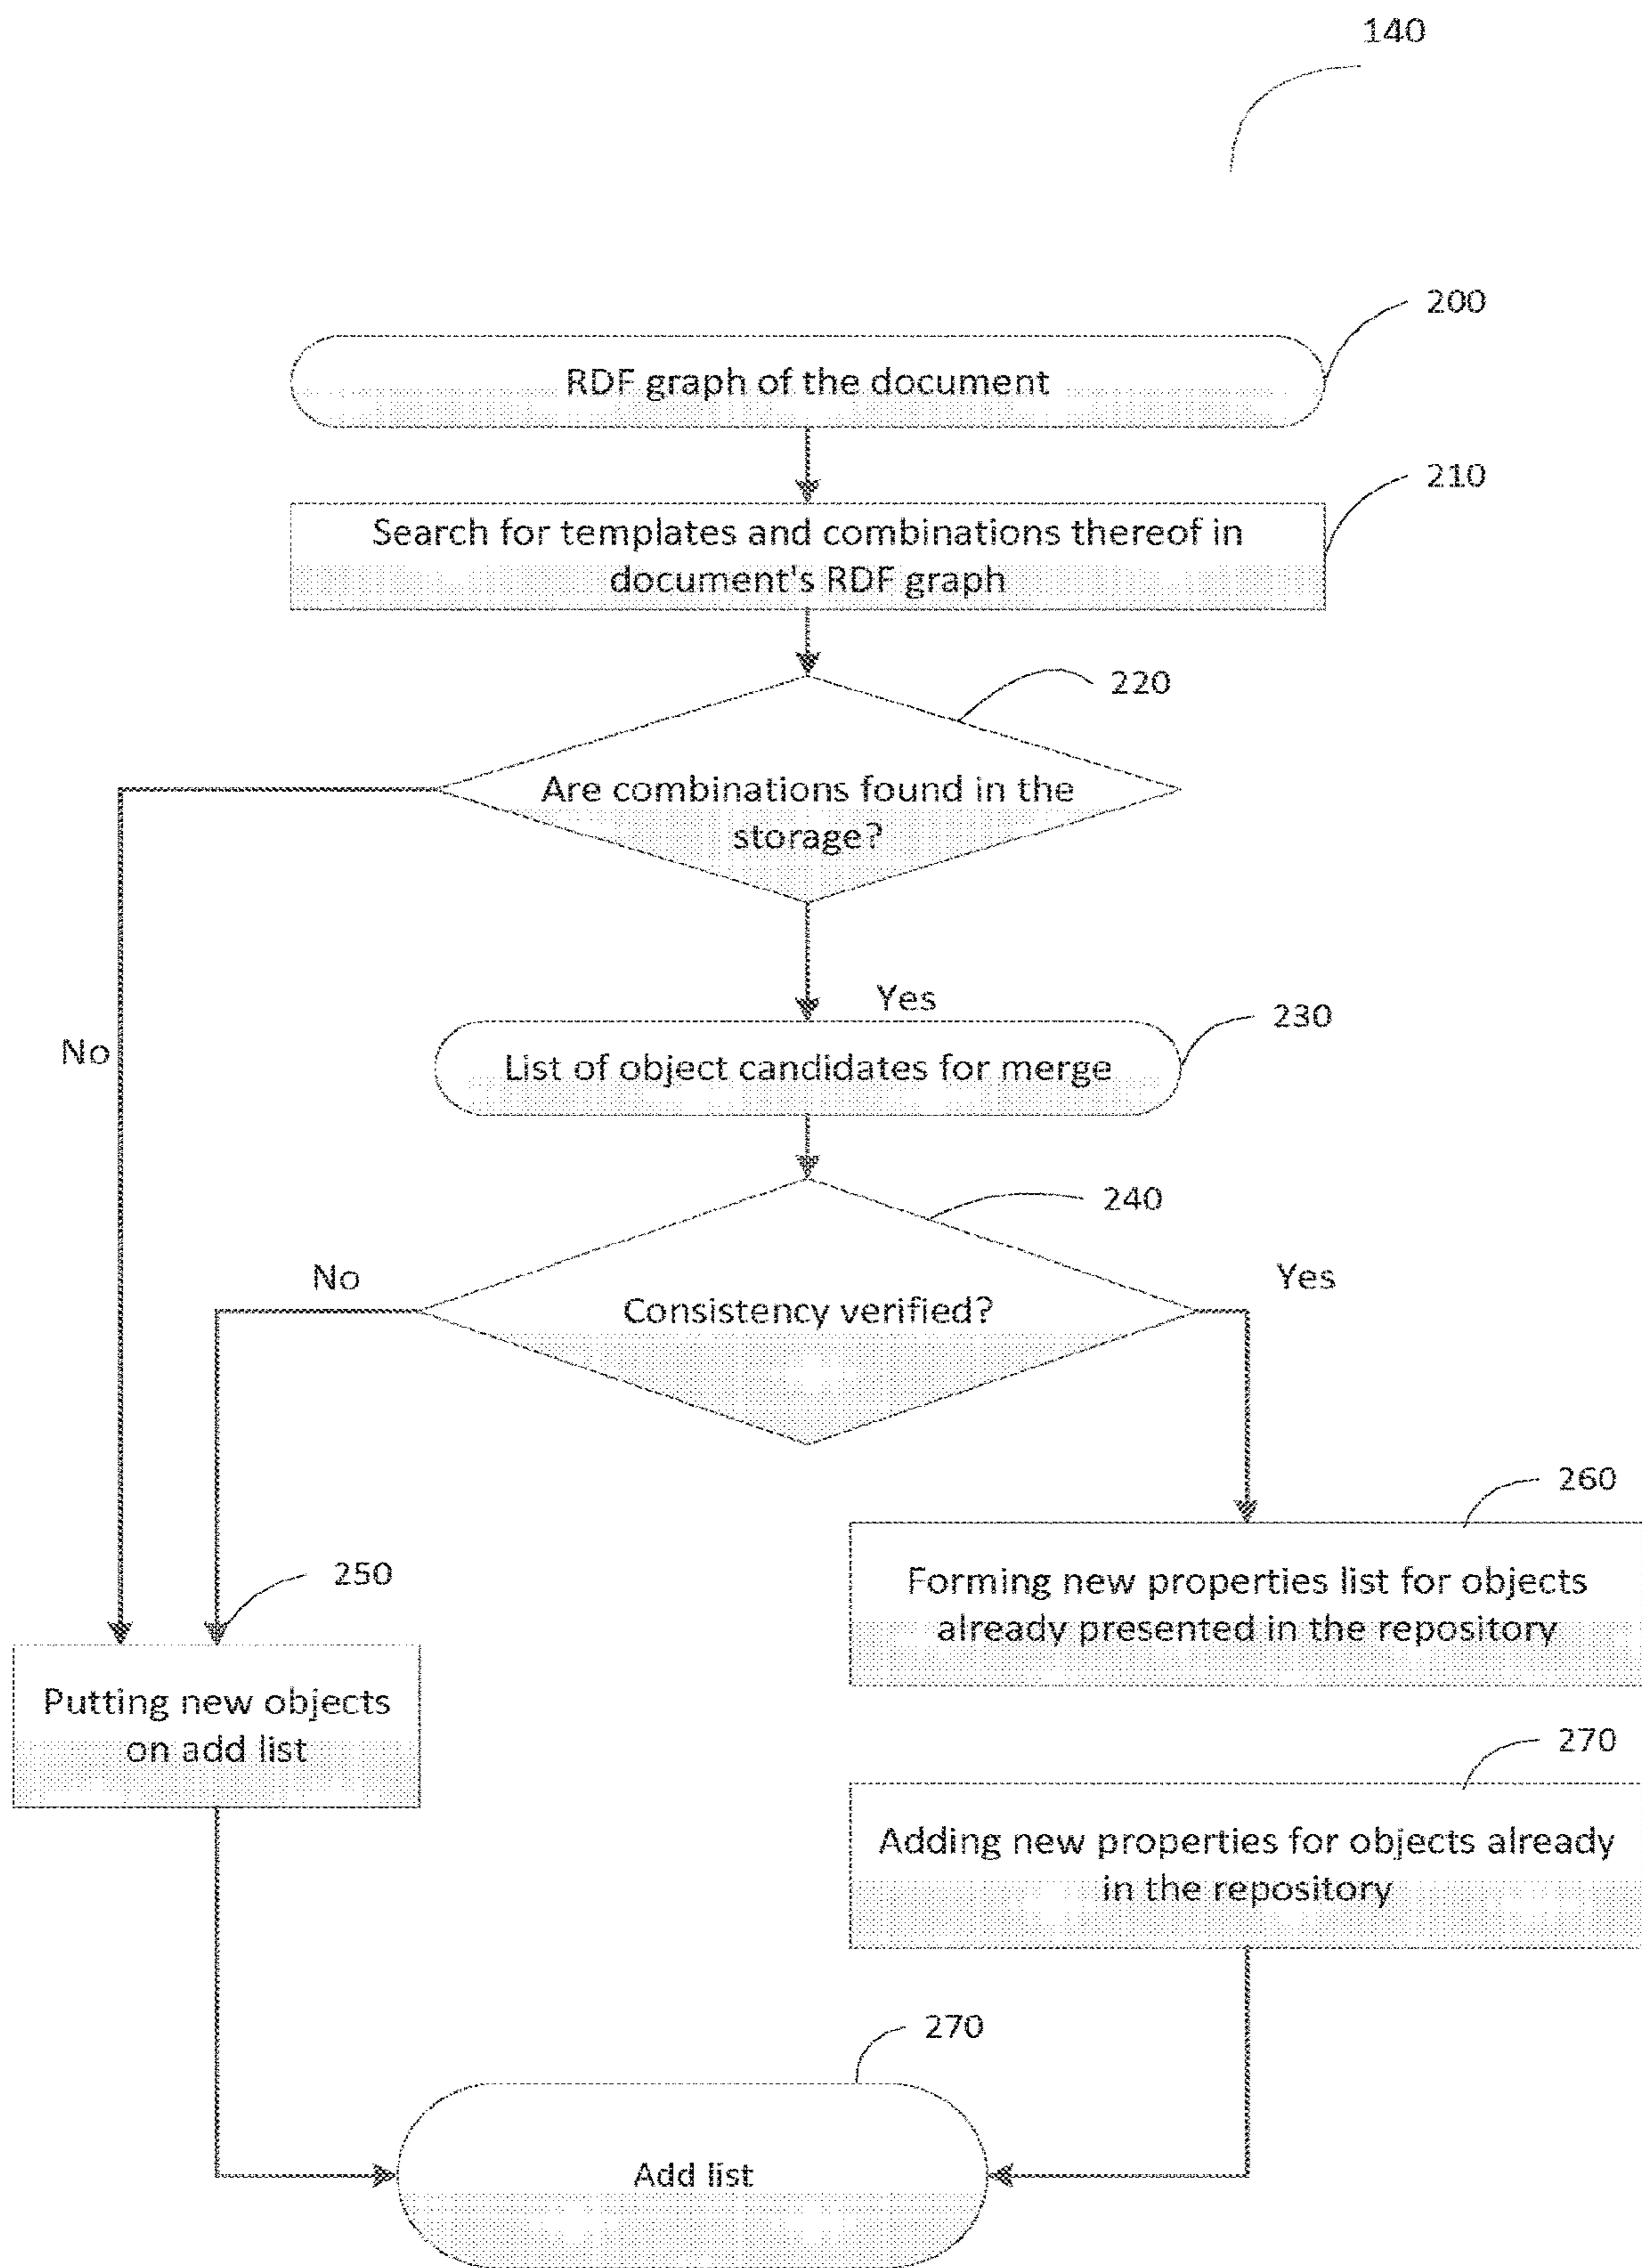 140
200
RDF graph of the document
210
Search for templates and combinations thereof in
document's RDF graph
220
Are combinations found in the
storage?
Yes
230
No
List of object candidates for merge
240
No
Yes
Consistency verified?
260
250
Forming new properties list for objects
already presented in the repository
Putting new objects
on add list
270
Adding new properties for objects already
in the repository
270
Add list